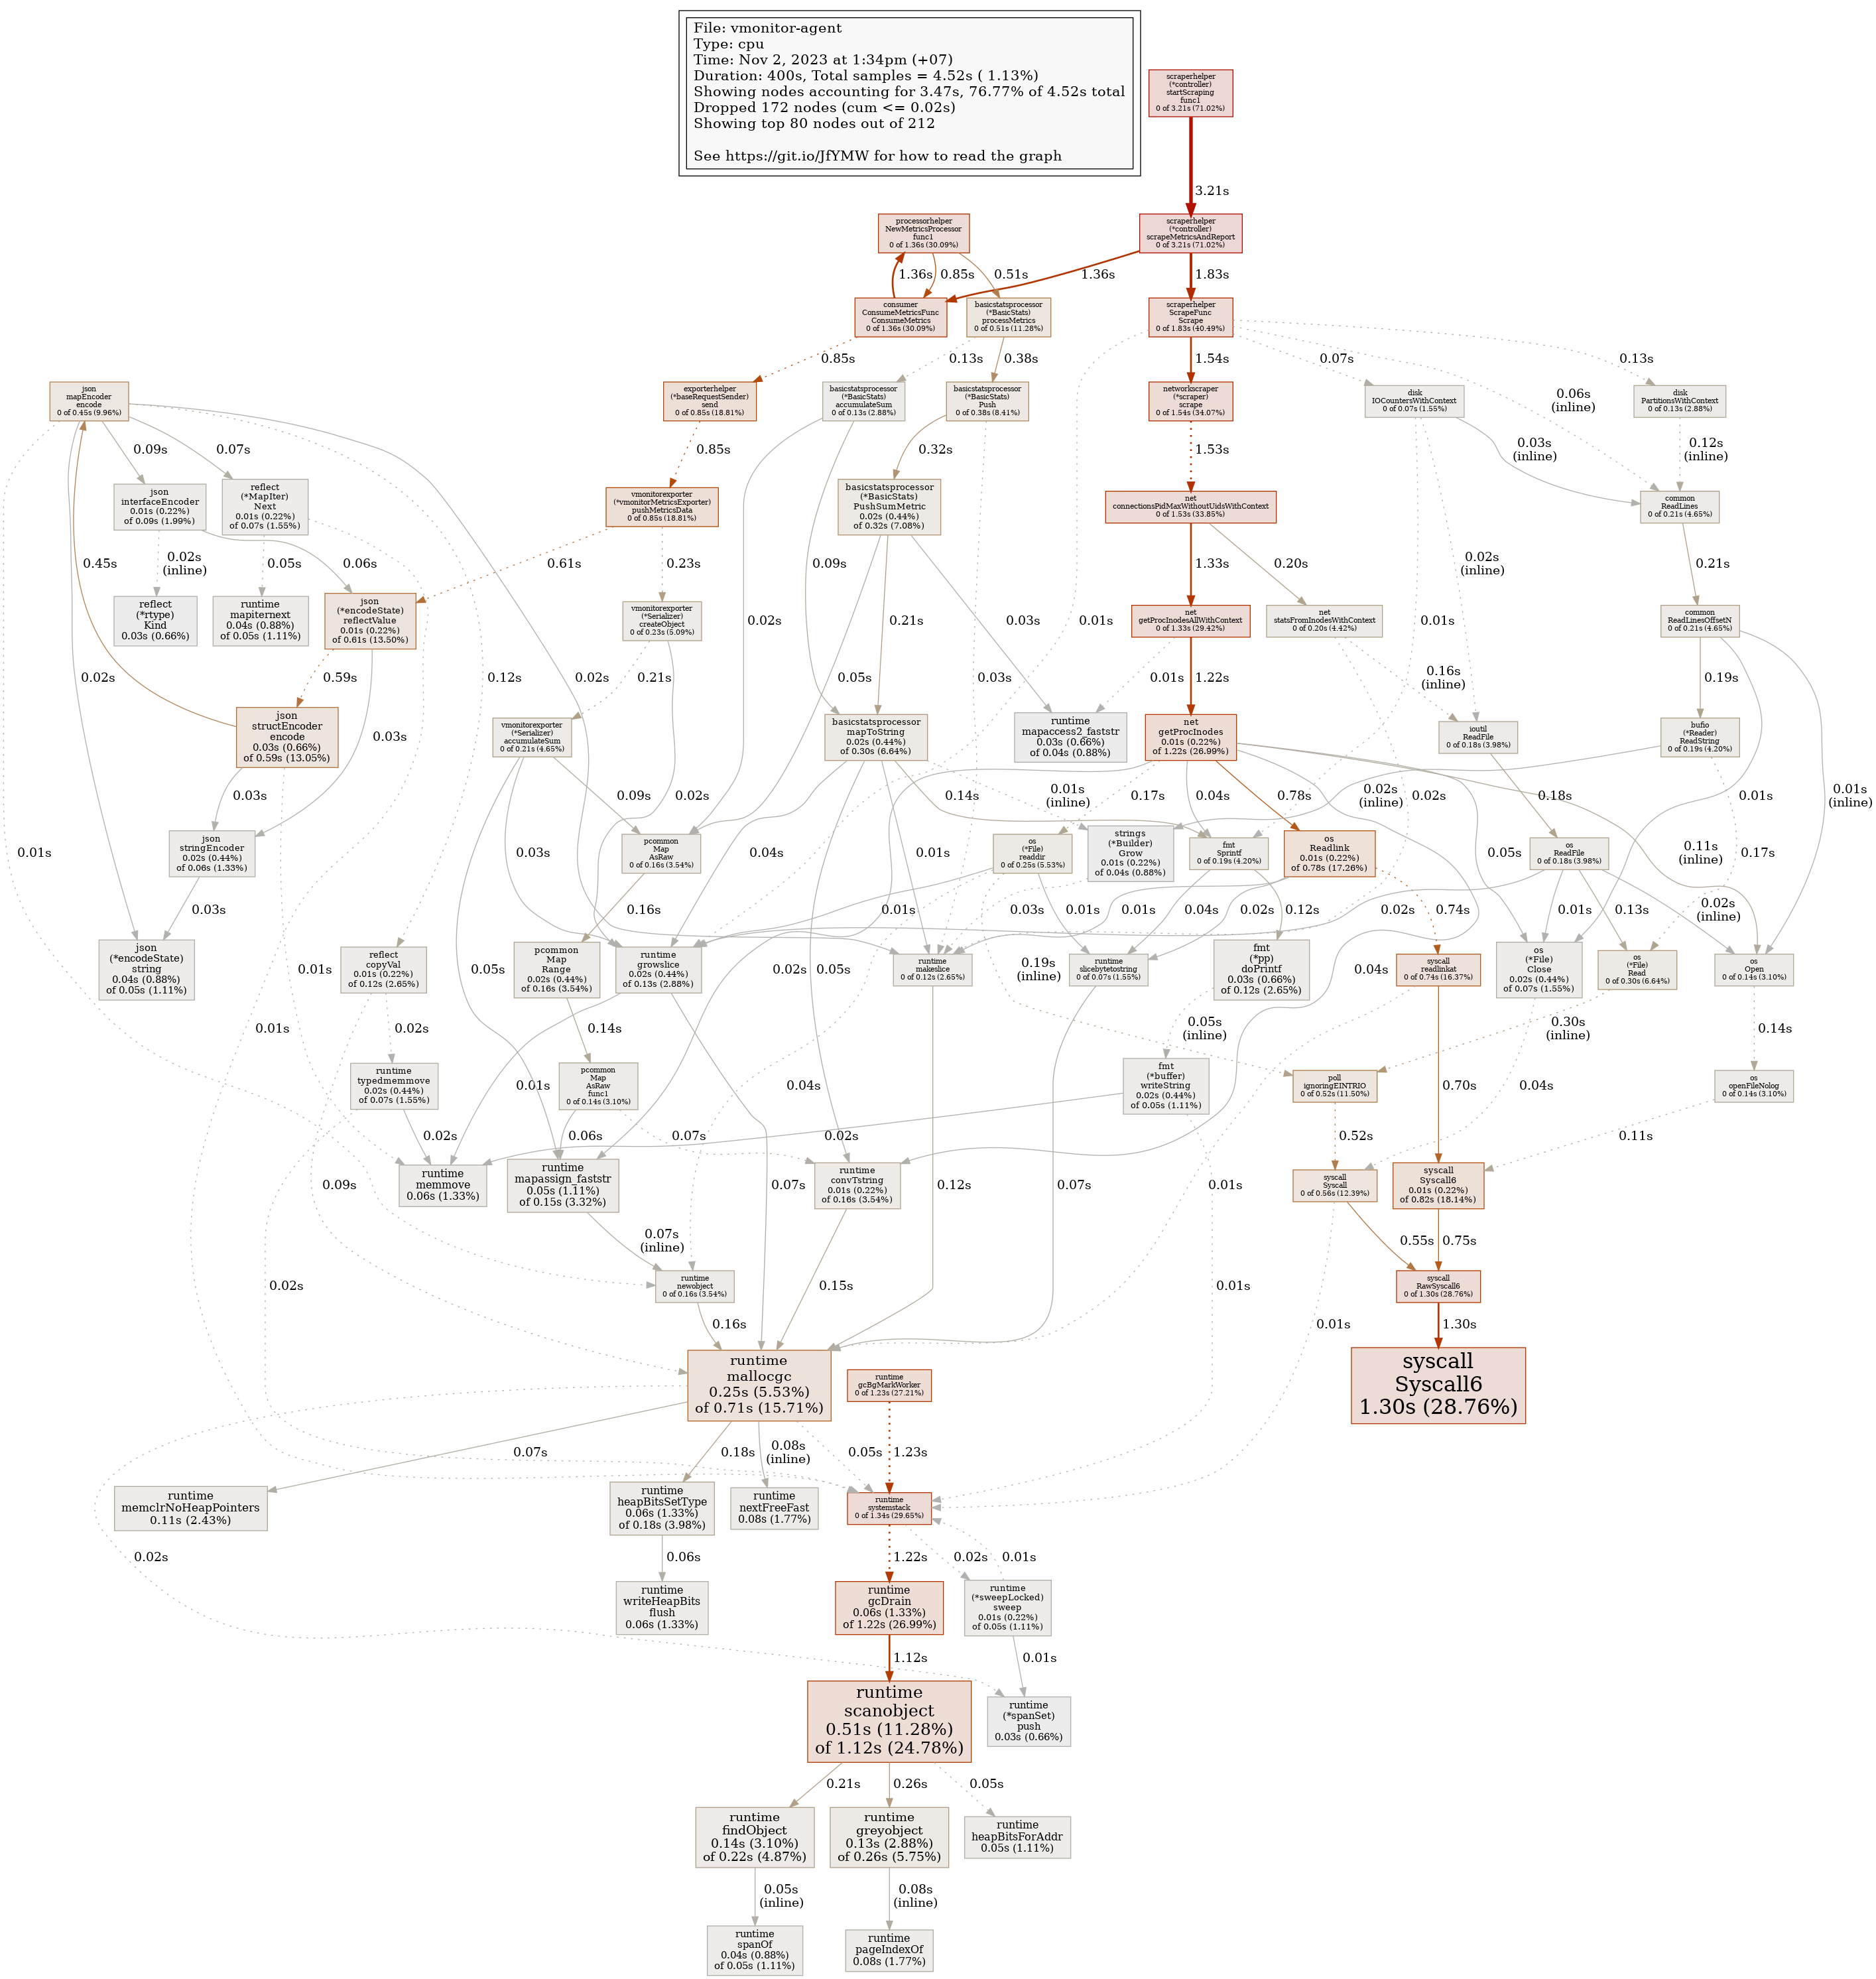 File: vmonitor-agent
Type: cpu
Time: Nov 2, 2023 at 1:34pm (+07)
Duration: 400s, Total samples = 4.52s ( 1.13%)
Showing nodes accounting for 3.47s, 76.77% of 4.52s total
Dropped 172 nodes (cum <= 0.02s)
Showing top 80 nodes out of 212
See https://git.io/JfYMW for how to read the graph
scraperhelper
(*controller)
startScraping
func1
0 of 3.21s (71.02%)
3.21s
processorhelper
NewMetricsProcessor
func1
0 of 1.36s (30.09%)
scraperhelper
(*controller)
scrapeMetricsAndReport
0 of 3.21s (71.02%)
1.36s
0.85s
0.51s
1.36s
1.83s
consumer
ConsumeMetricsFunc
ConsumeMetrics
0 of 1.36s (30.09%)
basicstatsprocessor
(*BasicStats)
processMetrics
0 of 0.51s (11.28%)
scraperhelper
ScrapeFunc
Scrape
0 of 1.83s (40.49%)
0.85s
0.13s
0.38s
1.54s
0.07s
0.06s
(inline)
0.13s
json
mapEncoder
encode
0 of 0.45s (9.96%)
exporterhelper
(*baseRequestSender)
send
0 of 0.85s (18.81%)
basicstatsprocessor
(*BasicStats)
accumulateSum
0 of 0.13s (2.88%)
basicstatsprocessor
(*BasicStats)
Push
0 of 0.38s (8.41%)
networkscraper
(*scraper)
scrape
0 of 1.54s (34.07%)
disk
IOCountersWithContext
0 of 0.07s (1.55%)
disk
PartitionsWithContext
0 of 0.13s (2.88%)
0.09s
0.07s
0.85s
0.32s
1.53s
0.03s
(inline)
0.12s
(inline)
json
interfaceEncoder
0.01s (0.22%)
of 0.09s (1.99%)
reflect
(*MapIter)
Next
0.01s (0.22%)
of 0.07s (1.55%)
vmonitorexporter
(*vmonitorMetricsExporter)
pushMetricsData
0 of 0.85s (18.81%)
basicstatsprocessor
(*BasicStats)
PushSumMetric
0.02s (0.44%)
of 0.32s (7.08%)
net
connectionsPidMaxWithoutUidsWithContext
0 of 1.53s (33.85%)
common
ReadLines
0 of 0.21s (4.65%)
0.45s
0.02s
(inline)
0.05s
0.06s
0.61s
0.23s
0.09s
0.01s
1.33s
0.20s
0.02s
(inline)
0.21s
reflect
(*rtype)
Kind
0.03s (0.66%)
runtime
mapiternext
0.04s (0.88%)
of 0.05s (1.11%)
json
(*encodeState)
reflectValue
0.01s (0.22%)
of 0.61s (13.50%)
vmonitorexporter
(*Serializer)
createObject
0 of 0.23s (5.09%)
net
getProcInodesAllWithContext
0 of 1.33s (29.42%)
net
statsFromInodesWithContext
0 of 0.20s (4.42%)
common
ReadLinesOffsetN
0 of 0.21s (4.65%)
0.02s
0.59s
0.12s
0.02s
0.21s
0.02s
0.21s
0.03s
0.01s
0.01s
1.22s
0.16s
(inline)
0.19s
json
structEncoder
encode
0.03s (0.66%)
of 0.59s (13.05%)
vmonitorexporter
(*Serializer)
accumulateSum
0 of 0.21s (4.65%)
basicstatsprocessor
mapToString
0.02s (0.44%)
of 0.30s (6.64%)
runtime
mapaccess2_faststr
0.03s (0.66%)
of 0.04s (0.88%)
net
getProcInodes
0.01s (0.22%)
of 1.22s (26.99%)
ioutil
ReadFile
0 of 0.18s (3.98%)
bufio
(*Reader)
ReadString
0 of 0.19s (4.20%)
0.03s
0.03s
0.05s
0.03s
0.01s
0.03s
0.09s
0.02s
0.04s
0.01s
0.14s
0.01s
(inline)
0.17s
0.04s
0.78s
0.02s
(inline)
0.02s
0.05s
0.18s
0.11s
(inline)
0.01s
0.17s
0.01s
(inline)
json
stringEncoder
0.02s (0.44%)
of 0.06s (1.33%)
pcommon
Map
AsRaw
0 of 0.16s (3.54%)
os
(*File)
readdir
0 of 0.25s (5.53%)
strings
(*Builder)
Grow
0.01s (0.22%)
of 0.04s (0.88%)
fmt
Sprintf
0 of 0.19s (4.20%)
os
Readlink
0.01s (0.22%)
of 0.78s (17.26%)
os
ReadFile
0 of 0.18s (3.98%)
0.03s
0.16s
0.01s
0.03s
0.01s
0.01s
0.04s
0.02s
0.12s
0.02s
0.74s
0.01s
0.13s
0.02s
(inline)
json
(*encodeState)
string
0.04s (0.88%)
of 0.05s (1.11%)
reflect
copyVal
0.01s (0.22%)
of 0.12s (2.65%)
pcommon
Map
Range
0.02s (0.44%)
of 0.16s (3.54%)
runtime
growslice
0.02s (0.44%)
of 0.13s (2.88%)
runtime
makeslice
0 of 0.12s (2.65%)
runtime
slicebytetostring
0 of 0.07s (1.55%)
fmt
(*pp)
doPrintf
0.03s (0.66%)
of 0.12s (2.65%)
syscall
readlinkat
0 of 0.74s (16.37%)
os
(*File)
Close
0.02s (0.44%)
of 0.07s (1.55%)
os
(*File)
Read
0 of 0.30s (6.64%)
os
Open
0 of 0.14s (3.10%)
0.01s
0.01s
0.02s
0.05s
0.14s
0.02s
0.05s
0.19s
(inline)
0.05s
(inline)
0.04s
0.30s
(inline)
0.14s
runtime
typedmemmove
0.02s (0.44%)
of 0.07s (1.55%)
pcommon
Map
AsRaw
func1
0 of 0.14s (3.10%)
fmt
(*buffer)
writeString
0.02s (0.44%)
of 0.05s (1.11%)
poll
ignoringEINTRIO
0 of 0.52s (11.50%)
os
openFileNolog
0 of 0.14s (3.10%)
0.02s
0.01s
0.06s
0.07s
0.04s
0.02s
0.52s
0.04s
0.70s
0.11s
runtime
memmove
0.06s (1.33%)
runtime
mapassign_faststr
0.05s (1.11%)
of 0.15s (3.32%)
runtime
convTstring
0.01s (0.22%)
of 0.16s (3.54%)
syscall
Syscall
0 of 0.56s (12.39%)
syscall
Syscall6
0.01s (0.22%)
of 0.82s (18.14%)
0.09s
0.07s
0.12s
0.07s
0.01s
0.02s
0.07s
(inline)
0.15s
0.01s
0.55s
0.75s
runtime
newobject
0 of 0.16s (3.54%)
syscall
RawSyscall6
0 of 1.30s (28.76%)
0.16s
0.01s
1.30s
runtime
mallocgc
0.25s (5.53%)
of 0.71s (15.71%)
runtime
gcBgMarkWorker
0 of 1.23s (27.21%)
syscall
Syscall6
1.30s (28.76%)
0.07s
0.18s
0.08s
(inline)
0.05s
1.23s
runtime
memclrNoHeapPointers
0.11s (2.43%)
runtime
heapBitsSetType
0.06s (1.33%)
of 0.18s (3.98%)
runtime
nextFreeFast
0.08s (1.77%)
runtime
systemstack
0 of 1.34s (29.65%)
0.02s
0.06s
1.22s
0.02s
0.01s
runtime
writeHeapBits
flush
0.06s (1.33%)
runtime
gcDrain
0.06s (1.33%)
of 1.22s (26.99%)
runtime
(*sweepLocked)
sweep
0.01s (0.22%)
of 0.05s (1.11%)
1.12s
0.01s
runtime
scanobject
0.51s (11.28%)
of 1.12s (24.78%)
runtime
(*spanSet)
push
0.03s (0.66%)
0.21s
0.26s
0.05s
runtime
findObject
0.14s (3.10%)
of 0.22s (4.87%)
runtime
greyobject
0.13s (2.88%)
of 0.26s (5.75%)
runtime
heapBitsForAddr
0.05s (1.11%)
0.05s
(inline)
0.08s
(inline)
runtime
spanOf
0.04s (0.88%)
of 0.05s (1.11%)
runtime
pageIndexOf
0.08s (1.77%)